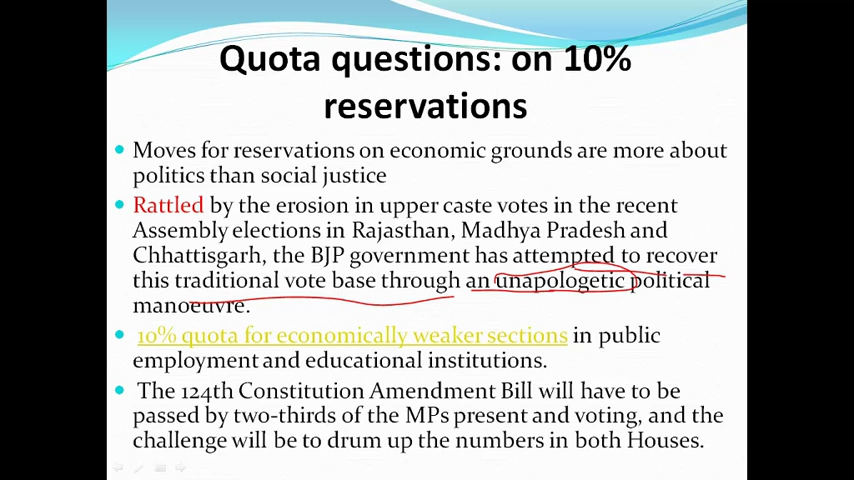 Quota questions: on 10%
reservations
Moves for reservations on economic grounds are more about
politics than social justice
Rattled by the erosion in upper caste votes in the recent
Assembly elections in Rajasthan, Madhya Pradesh and
Chhattisgarh, the BJP government has attempted to recover
this traditional vote base through an unapologetic political
manoeuvre.
10% quota for economically weaker sections in public
employment and educational institutions.
The 124th Constitution Amendment Bill will have to be
passed by two-thirds of the MPs present and voting, and the
challenge will be to drum up the numbers in both Houses.